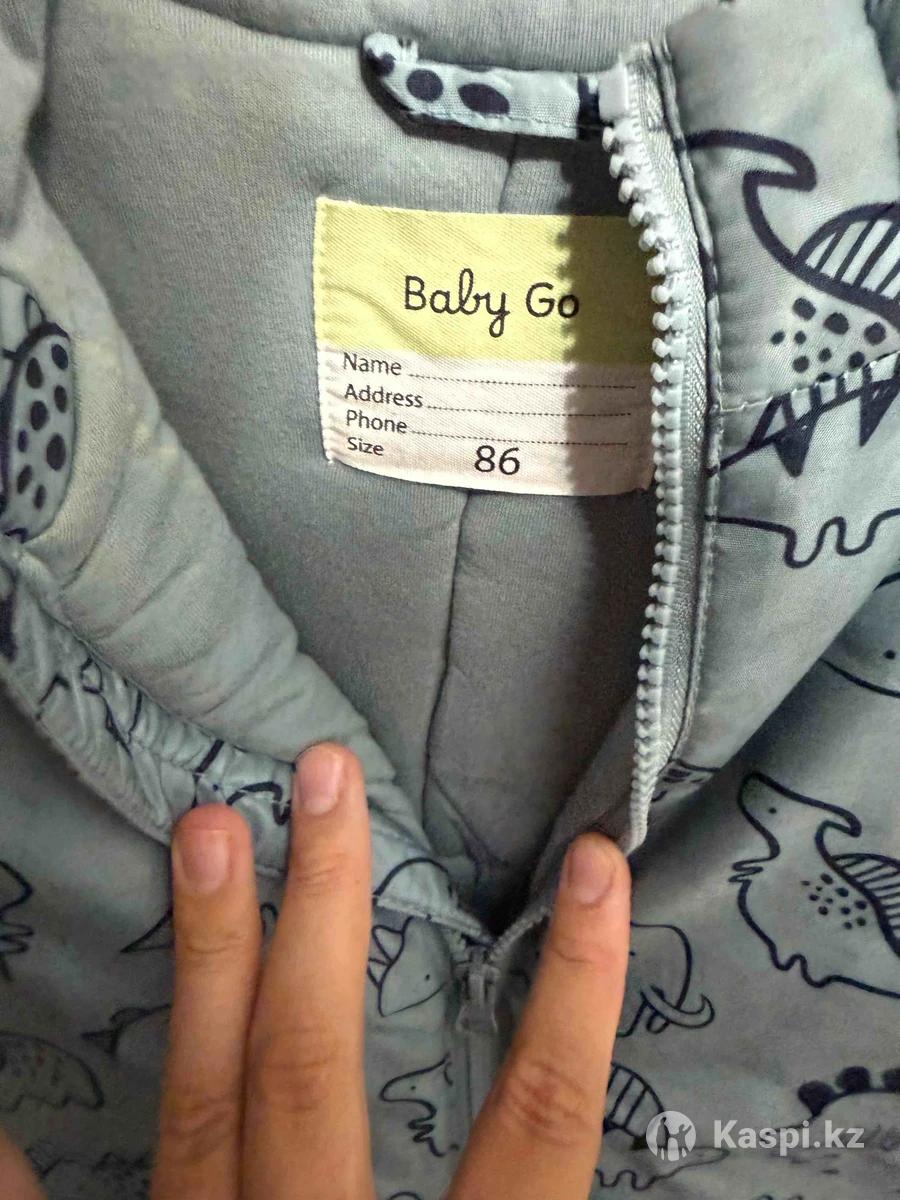 Baby Go
Name
Address
Phone
Size 86
Kaspi.kz